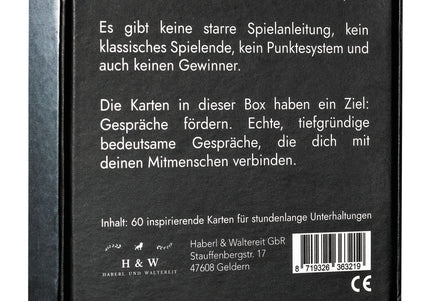 Es gibt keine starre Spielanleitung, kein
klassisches Spielende, kein Punktesystem und
auch keinen Gewinner.
Die Karten in dieser Box haben ein Ziel:
Gespräche fördern. Echte, tiefgründige
bedeutsame Gespräche, die dich mit
deinen Mitmenschen verbinden.
Inhalt: 60 inspirierende Karten für stundenlange Unterhaltungen
H & W
HABERL UND WALTEREIT
Haberl & Waltereit GbR
Stauffenbergstr. 17
47608 Geldern
8 719326 363219
CE